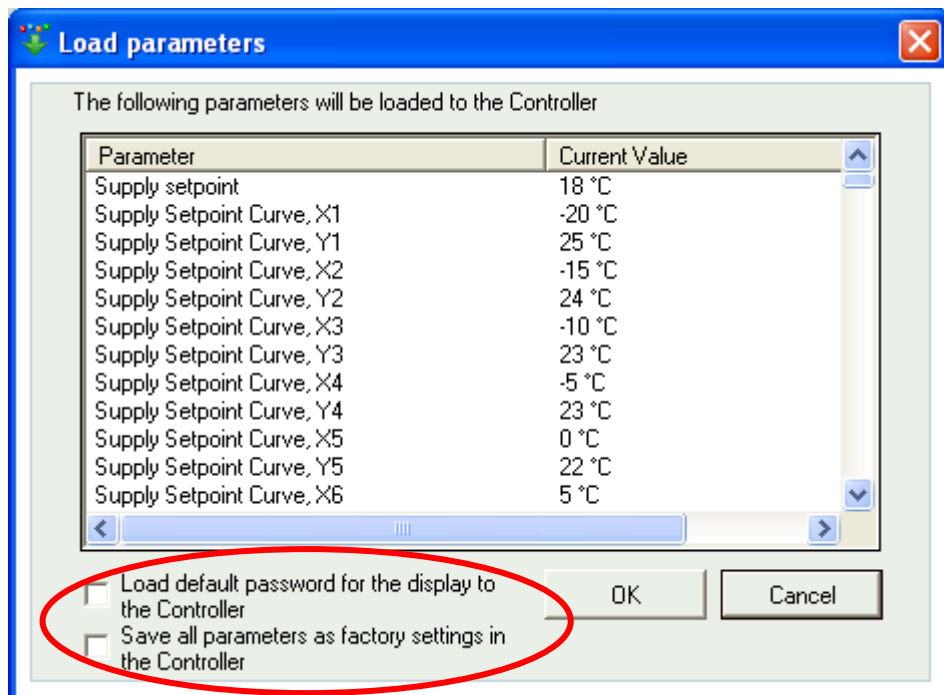 Load parameters
The following parameters will be loaded to the Controller
Parameter Current Value
Supply setpoint 18 °C
Supply Setpoint Curve, X1 -20 °C
Supply Setpoint Curve, Y1 25 °C
Supply Setpoint Curve, X2 -15 °C
Supply Setpoint Curve, Y2 24 °C
Supply Setpoint Curve, X3 -10 °C
Supply Setpoint Curve, Y3 23 °C
Supply Setpoint Curve, X4 -5 °C
Supply Setpoint Curve, Y4 23 °C
Supply Setpoint Curve, X5 0 °C
Supply Setpoint Curve, Y5 22 °C
Supply Setpoint Curve, X6 5 °C
Load default password for the display to
the Controller
Save all parameters as factory settings in
the Controller
OK Cancel